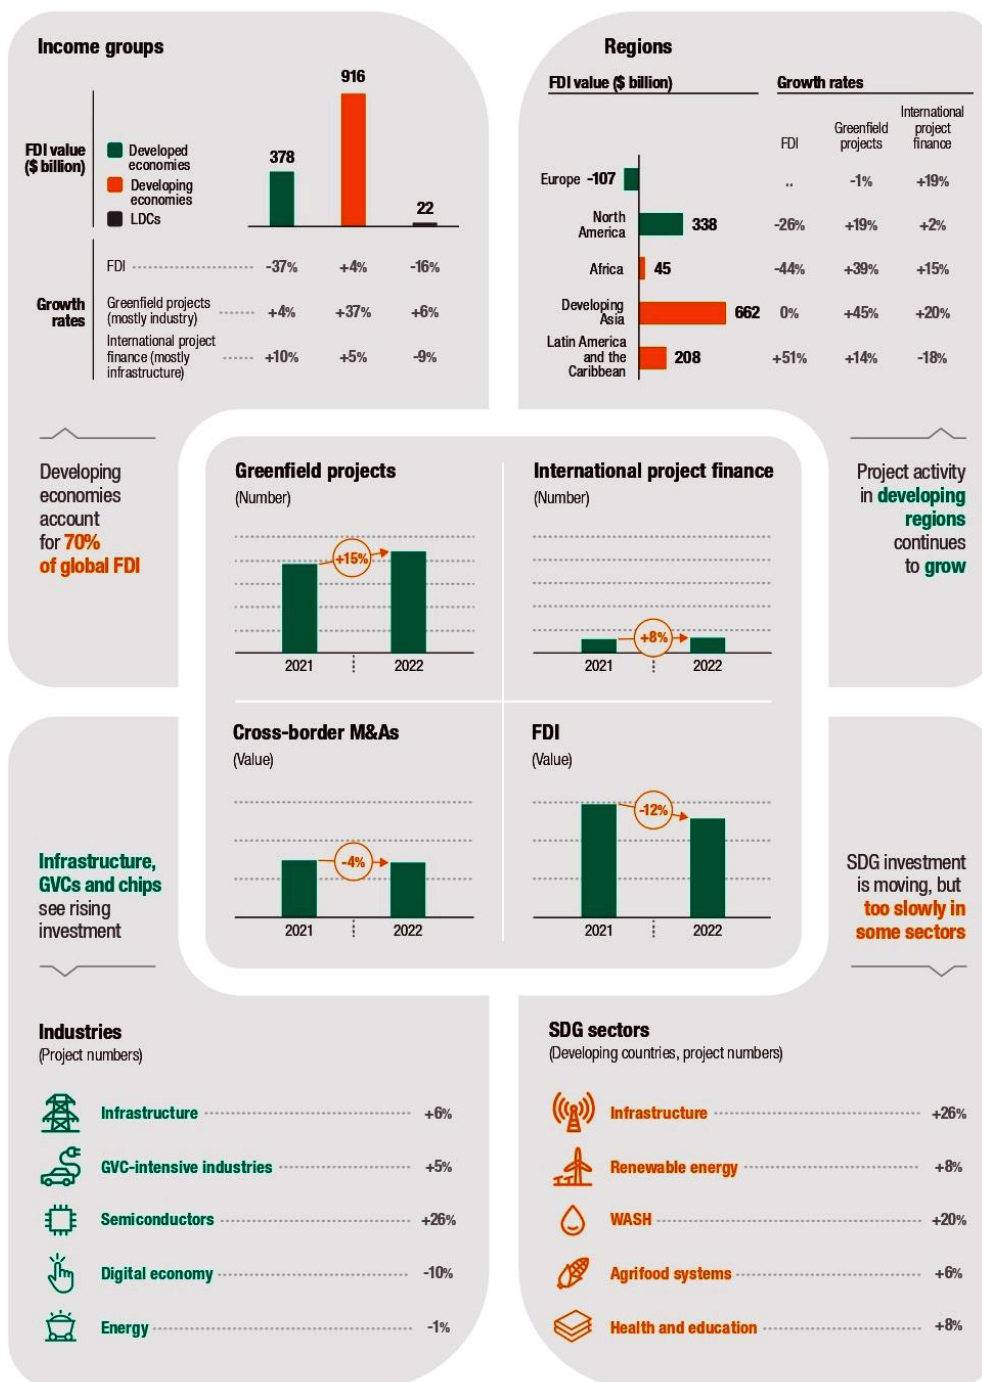 Income groups
FDI value
($ billion)
Developed
economies
Developing
economies
LDCs
378
916
22
Growth
rates
FDI -37% +4% -16%
Greenfield projects
(mostly industry) +4% +37% +6%
International project
finance (mostly
infrastructure) +10% +5% -9%
Developing
economies
account
for 70%
of global FDI
Regions
FDI value ($ billion)
Growth rates
FDI
Greenfield
projects
International
project
finance
Europe -107 .. -1% +19%
North
America 338 -26% +19% +2%
Africa 45 -44% +39% +15%
Developing
Asia 662 0% +45% +20%
Latin America
and the
Caribbean 208 +51% +14% -18%
Project activity
in developing
regions
continues
to grow
Greenfield projects
(Number)
+15%
2021 2022
International project finance
(Number)
+8%
2021 2022
Cross-border M&As
(Value)
-4%
2021 2022
FDI
(Value)
-12%
2021 2022
Infrastructure,
GVCs and chips
see rising
investment
Industries
(Project numbers)
Infrastructure +6%
GVC-intensive industries +5%
Semiconductors +26%
Digital economy -10%
Energy -1%
SDG investment
is moving, but
too slowly in
some sectors
SDG sectors
(Developing countries, project numbers)
Infrastructure +26%
Renewable energy +8%
WASH +20%
Agrifood systems +6%
Health and education +8%